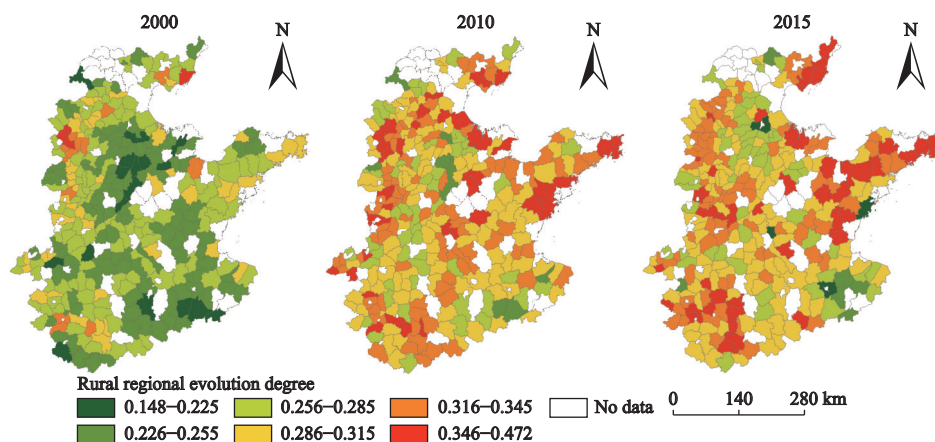 2000 2010 2015
N N N
Rural regional evolution degree
0.148–0.225 0.256–0.285 0.316–0.345 No data 0 140 280 km
0.226–0.255 0.286–0.315 0.346–0.472